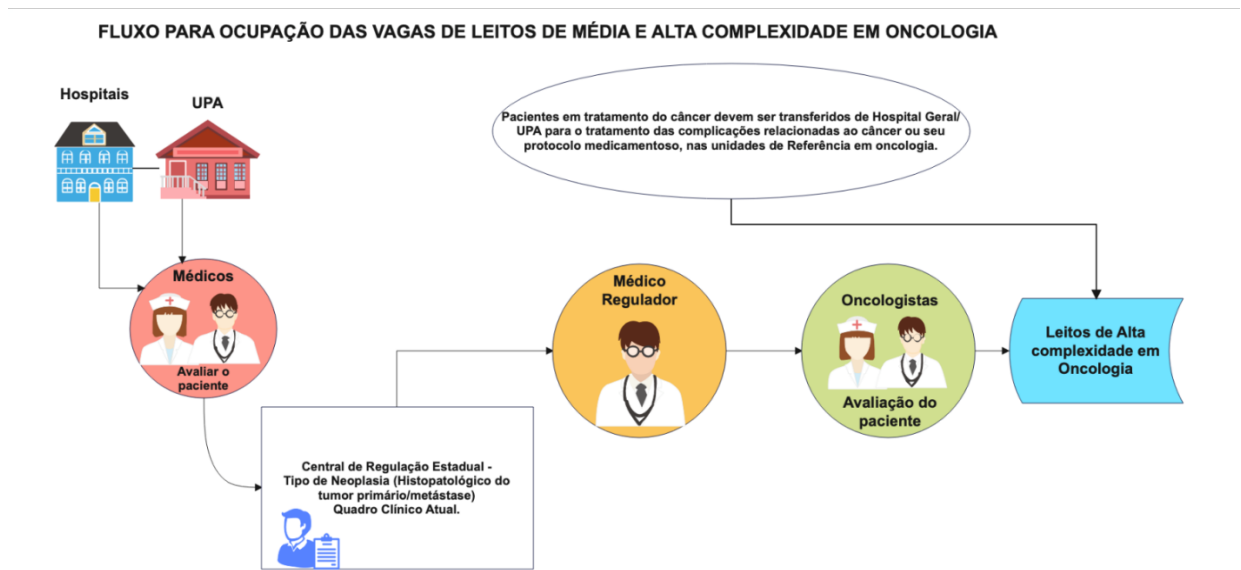 FLUXO PARA OCUPAÇÃO DAS VAGAS DE LEITOS DE MÉDIA E ALTA COMPLEXIDADE EM ONCOLOGIA
Hospitais
UPA
Pacientes em tratamento do câncer devem ser transferidos de Hospital Geral/
UPA para o tratamento das complicações relacionadas ao câncer ou seu
protocolo medicamentoso, nas unidades de Referência em oncologia.
Médicos
Avaliar o
paciente
Central de Regulação Estadual -
Tipo de Neoplasia (Histopatológico do
tumor primário/metástase)
Quadro Clínico Atual.
Médico
Regulador
Oncologistas
Avaliação do
paciente
Leitos de Alta
complexidade em
Oncologia